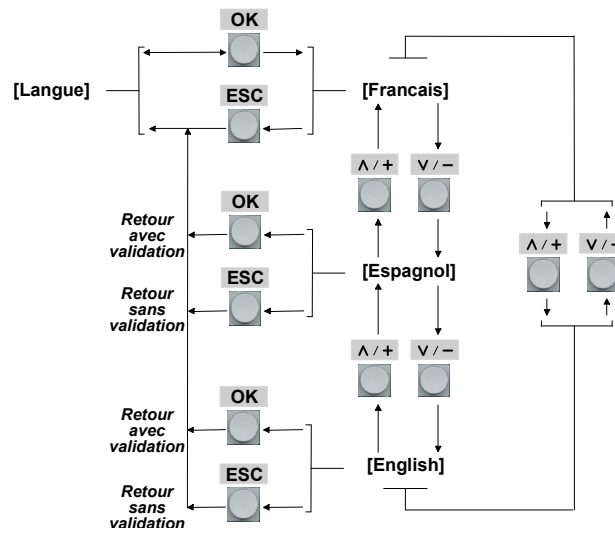 OK
[Langue]
[Francais]
ESC
∧ / +
∨ / −
OK
Retour
avec
validation
∧ / +
∨ / −
[Espagnol]
ESC
Retour
sans
validation
∧ / +
∨ / −
OK
Retour
avec
validation
[English]
ESC
Retour
sans
validation